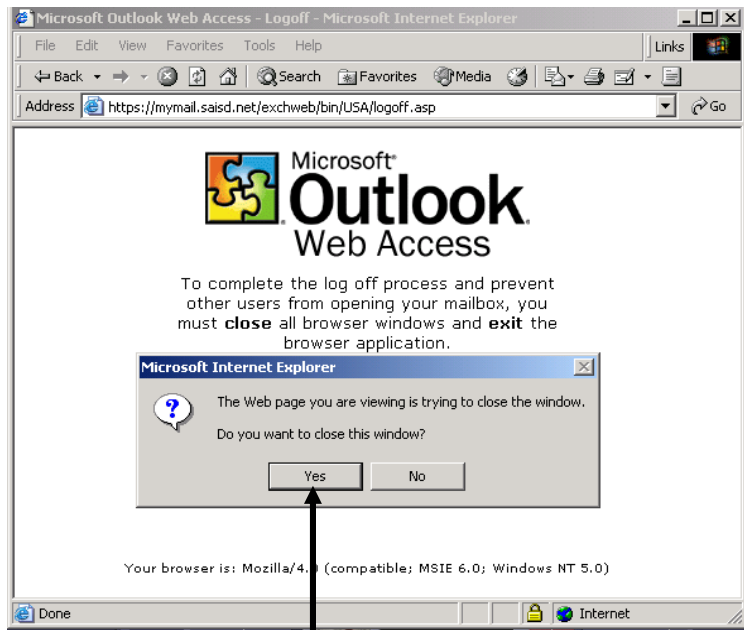 Microsoft Outlook Web Access - Logoff - Microsoft Internet Explorer
File Edit View Favorites Tools Help Links
Back Search Favorites Media
Address https://mymail.saisd.net/exchweb/bin/USA/logoff.asp Go
Microsoft®
Outlook.
Web Access
To complete the log off process and prevent
other users from opening your mailbox, you
must close all browser windows and exit the
browser application.
Microsoft Internet Explorer
The Web page you are viewing is trying to close the window.
Do you want to close this window?
Yes No
Your browser is: Mozilla/4. (compatible; MSIE 6.0; Windows NT 5.0)
Done Internet